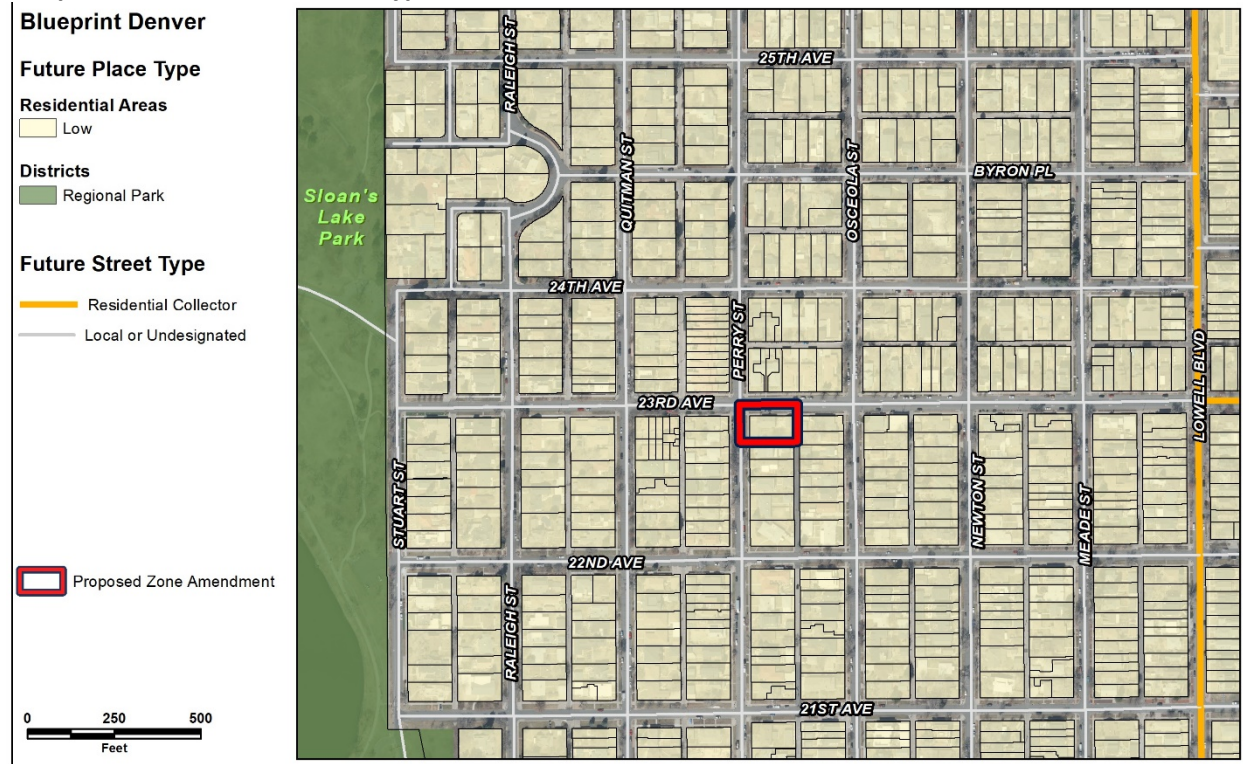 Blueprint Denver
Future Place Type
Residential Areas
Low
Districts
Regional Park
Future Street Type
Residential Collector
Local or Undesignated
Proposed Zone Amendment
0 250 500
Feet
RALEIGH ST
25TH AVE
QUITMAN ST
OSCEOLA ST
BYRON PL
Sloan's
Lake
Park
24TH AVE
PERRY ST
LOWELL BLVD
23RD AVE
STUART ST
NEWTON ST
MEADE ST
22ND AVE
RALEIGH ST
21ST AVE